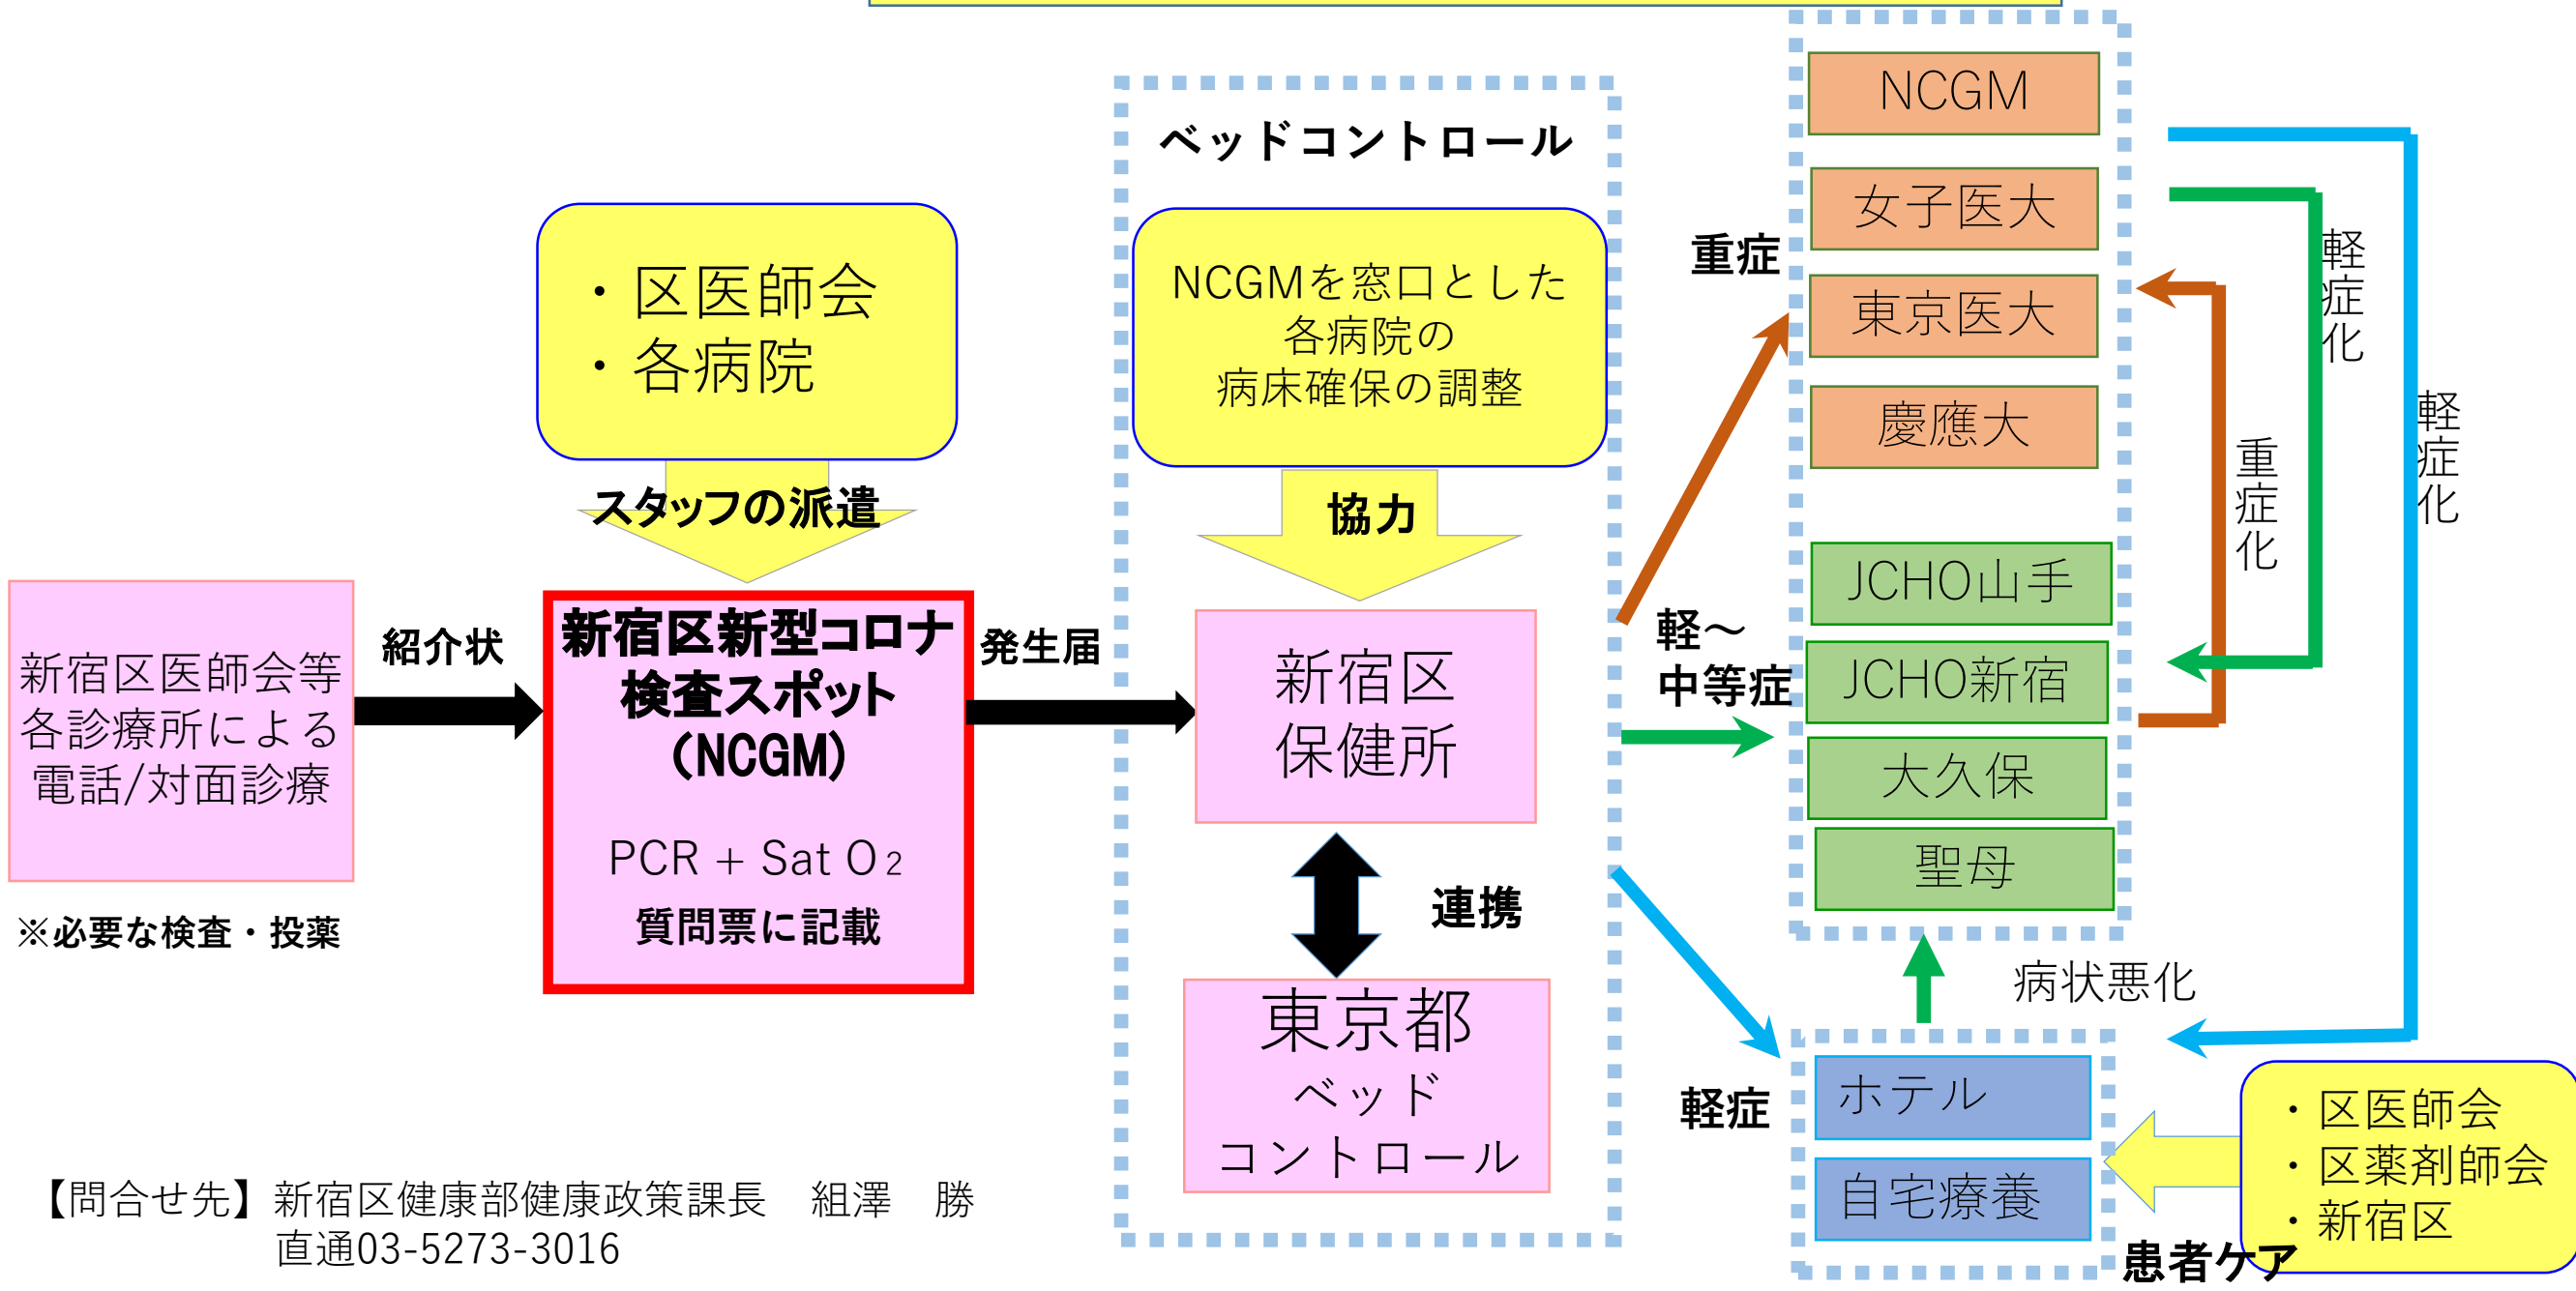 新宿区医師会等
各診療所による
電話/対面診療
※必要な検査・投薬
紹介状
・区医師会
・各病院
スタッフの派遣
新宿区新型コロナ
検査スポット
（NCGM）
PCR + Sat O₂
質問票に記載
発生届
ベッドコントロール
NCGMを窓口とした
各病院の
病床確保の調整
協力
新宿区
保健所
連携
東京都
ベッド
コントロール
重症
軽～
中等症
軽症
NCGM
女子医大
東京医大
慶應大
JCHO山手
JCHO新宿
大久保
聖母
軽症化
重症化
軽症化
病状悪化
ホテル
自宅療養
・区医師会
・区薬剤師会
・新宿区
患者ケア
【問合せ先】新宿区健康部健康政策課長　組澤　勝
直通03-5273-3016